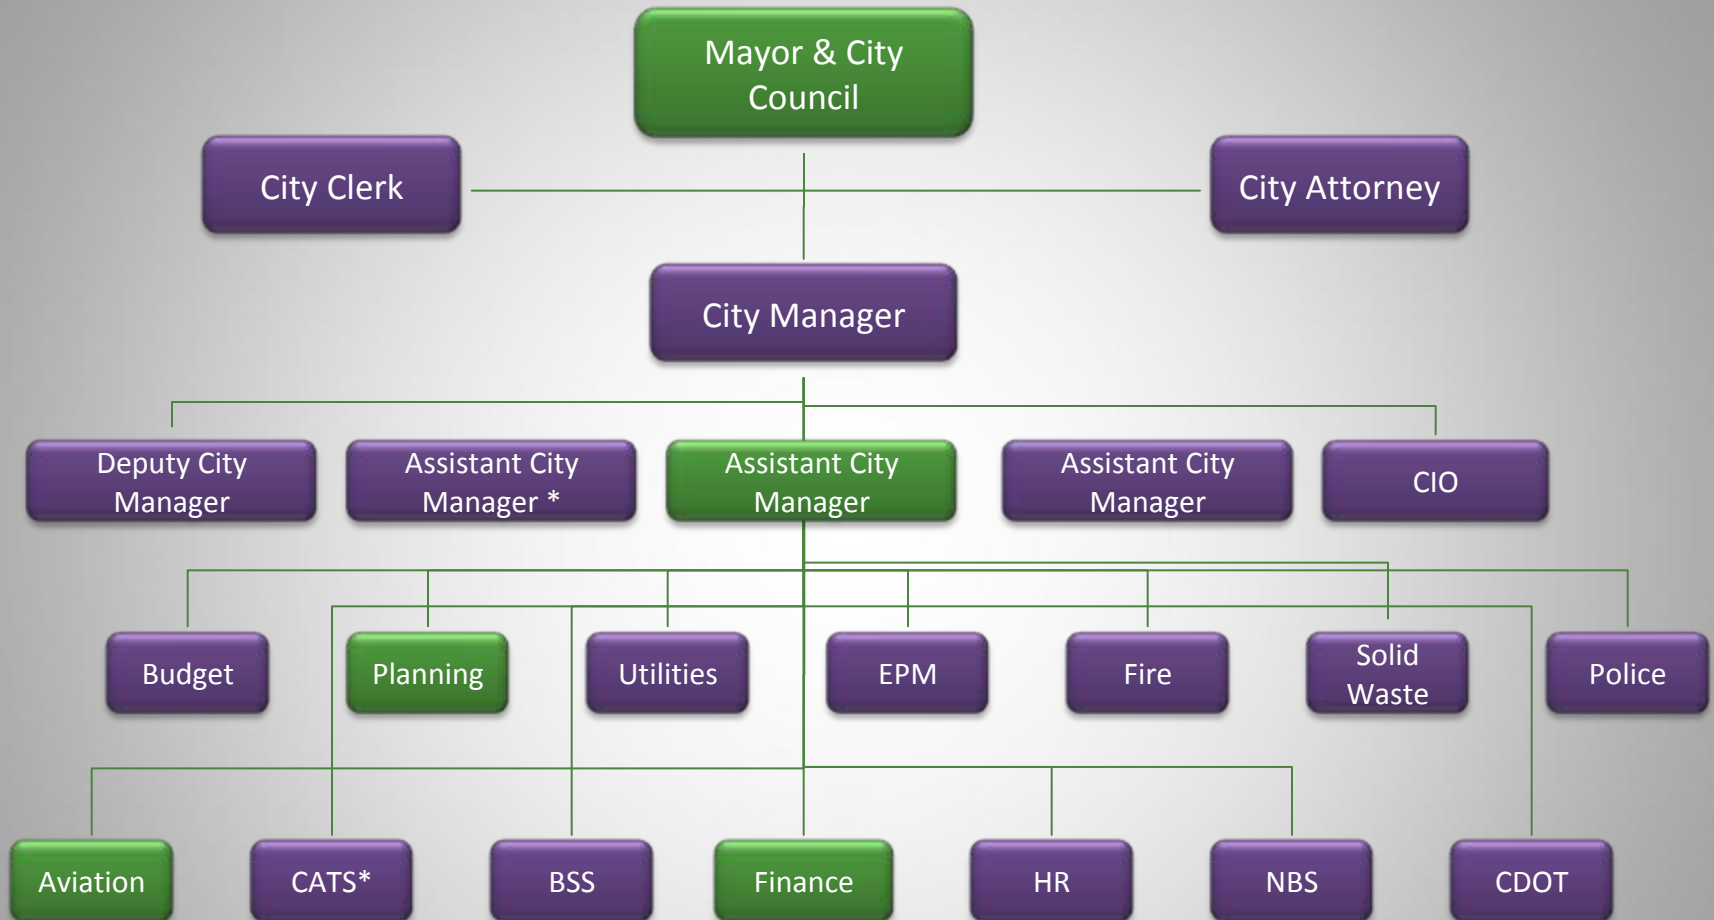 Mayor & City
Council
City Clerk
City Attorney
City Manager
Deputy City
Manager
Assistant City
Manager *
Assistant City
Manager
Assistant City
Manager
CIO
Budget
Planning
Utilities
EPM
Fire
Solid
Waste
Police
Aviation
CATS*
BSS
Finance
HR
NBS
CDOT